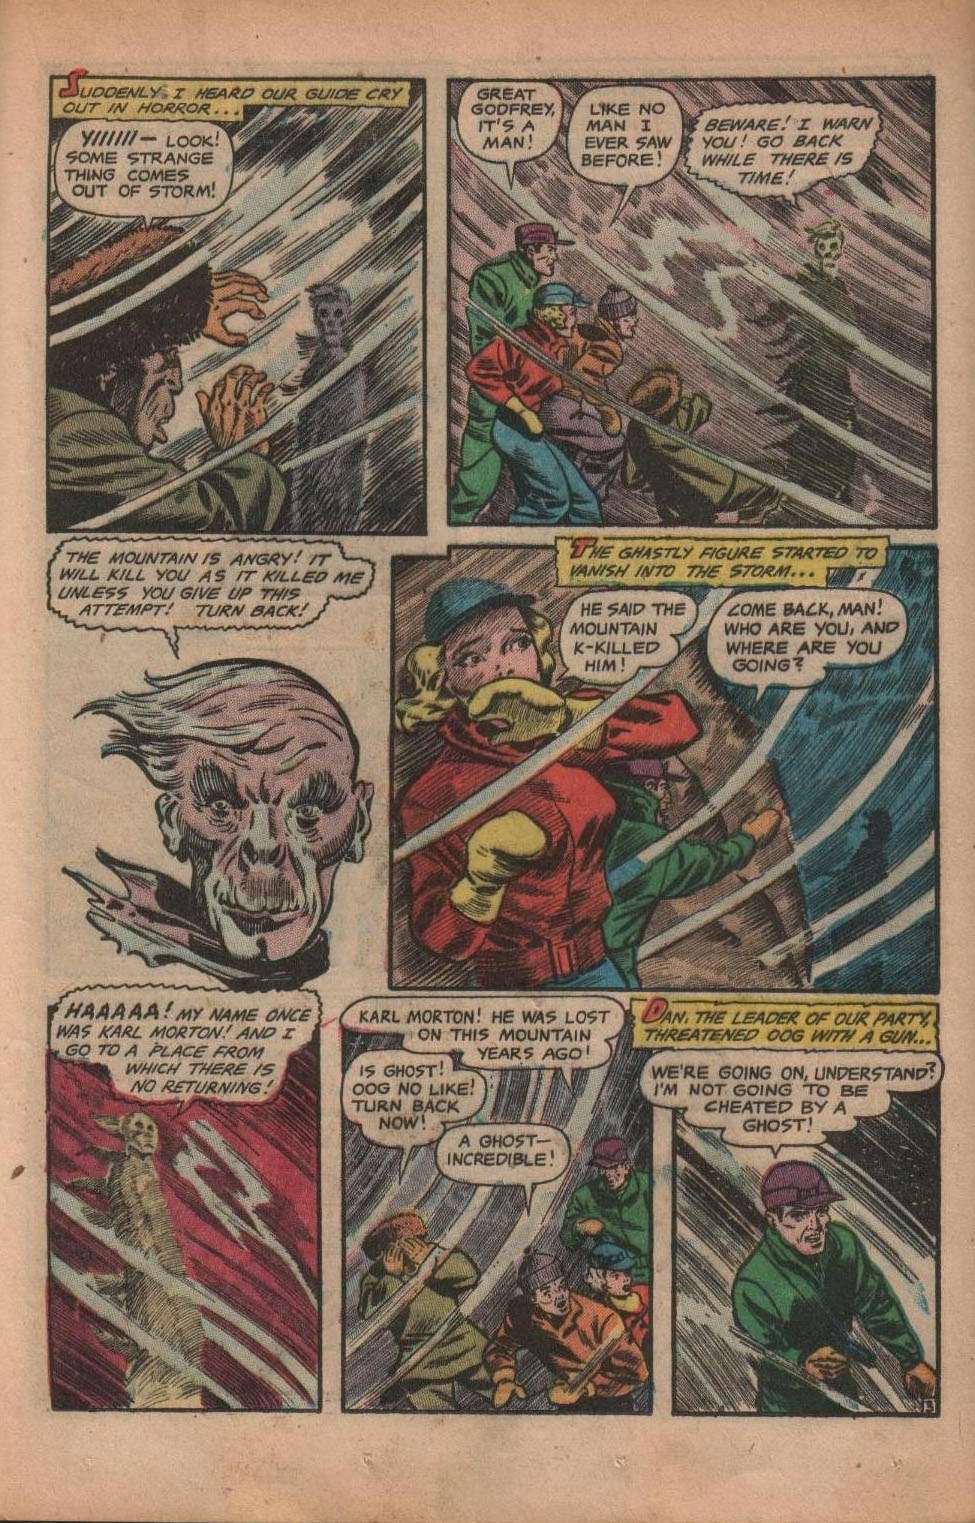 SUDDENLY, I HEARD OUR GUIDE CRY
OUT IN HORROR...
YIIIIII— LOOK!
SOME STRANGE
THING COMES
OUT OF STORM!
GREAT
GODFREY,
IT'S A
MAN!
LIKE NO
MAN I
EVER SAW
BEFORE!
BEWARE! I WARN
YOU! GO BACK
WHILE THERE IS
TIME!
THE MOUNTAIN IS ANGRY! IT
WILL KILL YOU AS IT KILLED ME
UNLESS YOU GIVE UP THIS
ATTEMPT! TURN BACK!
THE GHASTLY FIGURE STARTED TO
VANISH INTO THE STORM...
HE SAID THE
MOUNTAIN
K-KILLED
HIM!
COME BACK, MAN!
WHO ARE YOU, AND
WHERE ARE YOU
GOING?
HAAAAA! MY NAME ONCE
WAS KARL MORTON! AND I
GO TO A PLACE FROM
WHICH THERE IS
NO RETURNING!
KARL MORTON! HE WAS LOST
ON THIS MOUNTAIN
YEARS AGO!
IS GHOST!
OOG NO LIKE!
TURN BACK
NOW!
A GHOST—
INCREDIBLE!
DAN, THE LEADER OF OUR PARTY,
THREATENED OOG WITH A GUN...
WE'RE GOING ON, UNDERSTAND?
I'M NOT GOING TO BE
CHEATED BY A
GHOST!
3